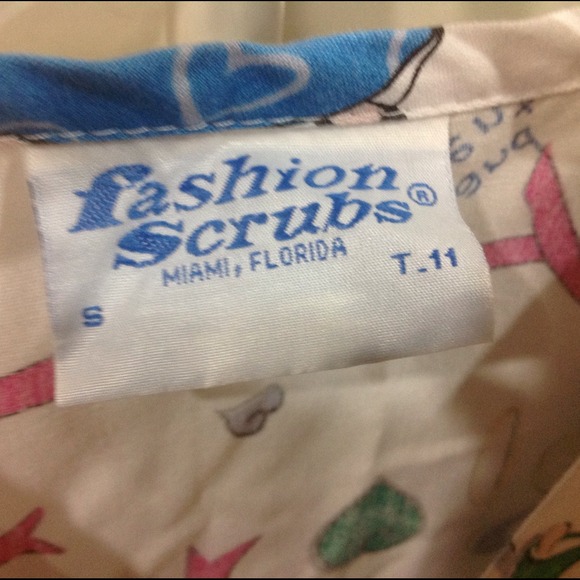 fashion
Scrubs®
MIAMI, FLORIDA
S T-11